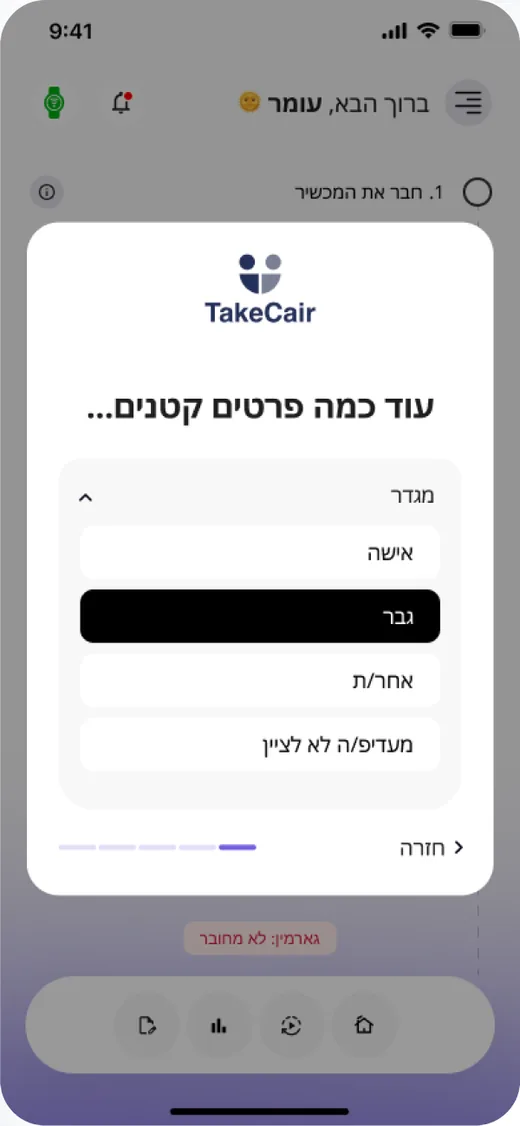 9:41
ברוך הבא, עומר
1. חבר את המכשיר
TakeCair
עוד כמה פרטים קטנים...
מגדר
אישה
גבר
אחר/ת
מעדיפ/ה לא לציין
חזרה
גארמין: לא מחובר